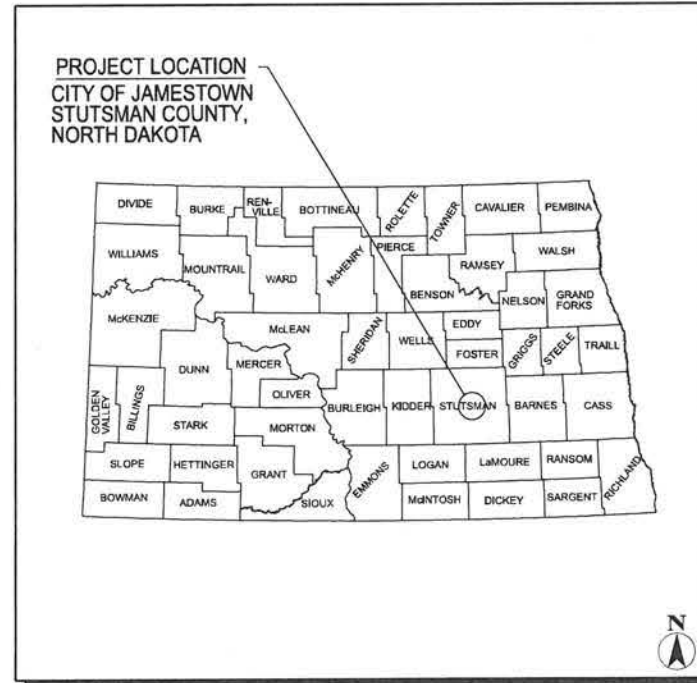 PROJECT LOCATION
CITY OF JAMESTOWN
STUTSMAN COUNTY,
NORTH DAKOTA
DIVIDE
BURKE
REN-
VILLE
BOTTINEAU
ROLETTE
TOWNER
CAVALIER
PEMBINA
WILLIAMS
MOUNTRAIL
WARD
McHENRY
PIERCE
BENSON
RAMSEY
WALSH
NELSON
GRAND
FORKS
McKENZIE
McLEAN
SHERIDAN
WELLS
EDDY
FOSTER
GRIGGS
STEELE
TRAILL
DUNN
MERCER
OLIVER
GOLDEN
VALLEY
BILLINGS
STARK
MORTON
BURLEIGH
KIDDER
STUTSMAN
BARNES
CASS
SLOPE
HETTINGER
GRANT
EMMONS
LOGAN
LaMOURE
RANSOM
RICHLAND
BOWMAN
ADAMS
SIOUX
McINTOSH
DICKEY
SARGENT
N